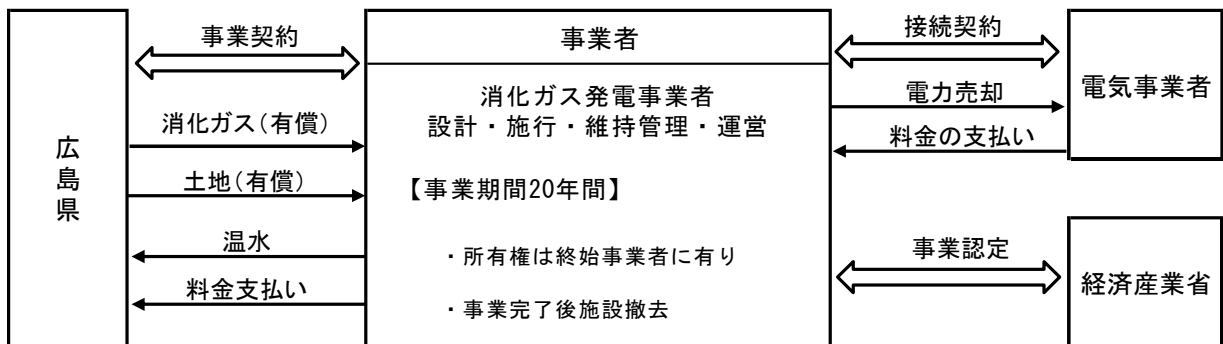 広島県
事業契約
消化ガス(有償)
土地(有償)
温水
料金支払い
事業者
消化ガス発電事業者
設計・施行・維持管理・運営
【事業期間20年間】
・所有権は終始事業者に有り
・事業完了後施設撤去
接続契約
電力売却
料金の支払い
事業認定
電気事業者
経済産業省